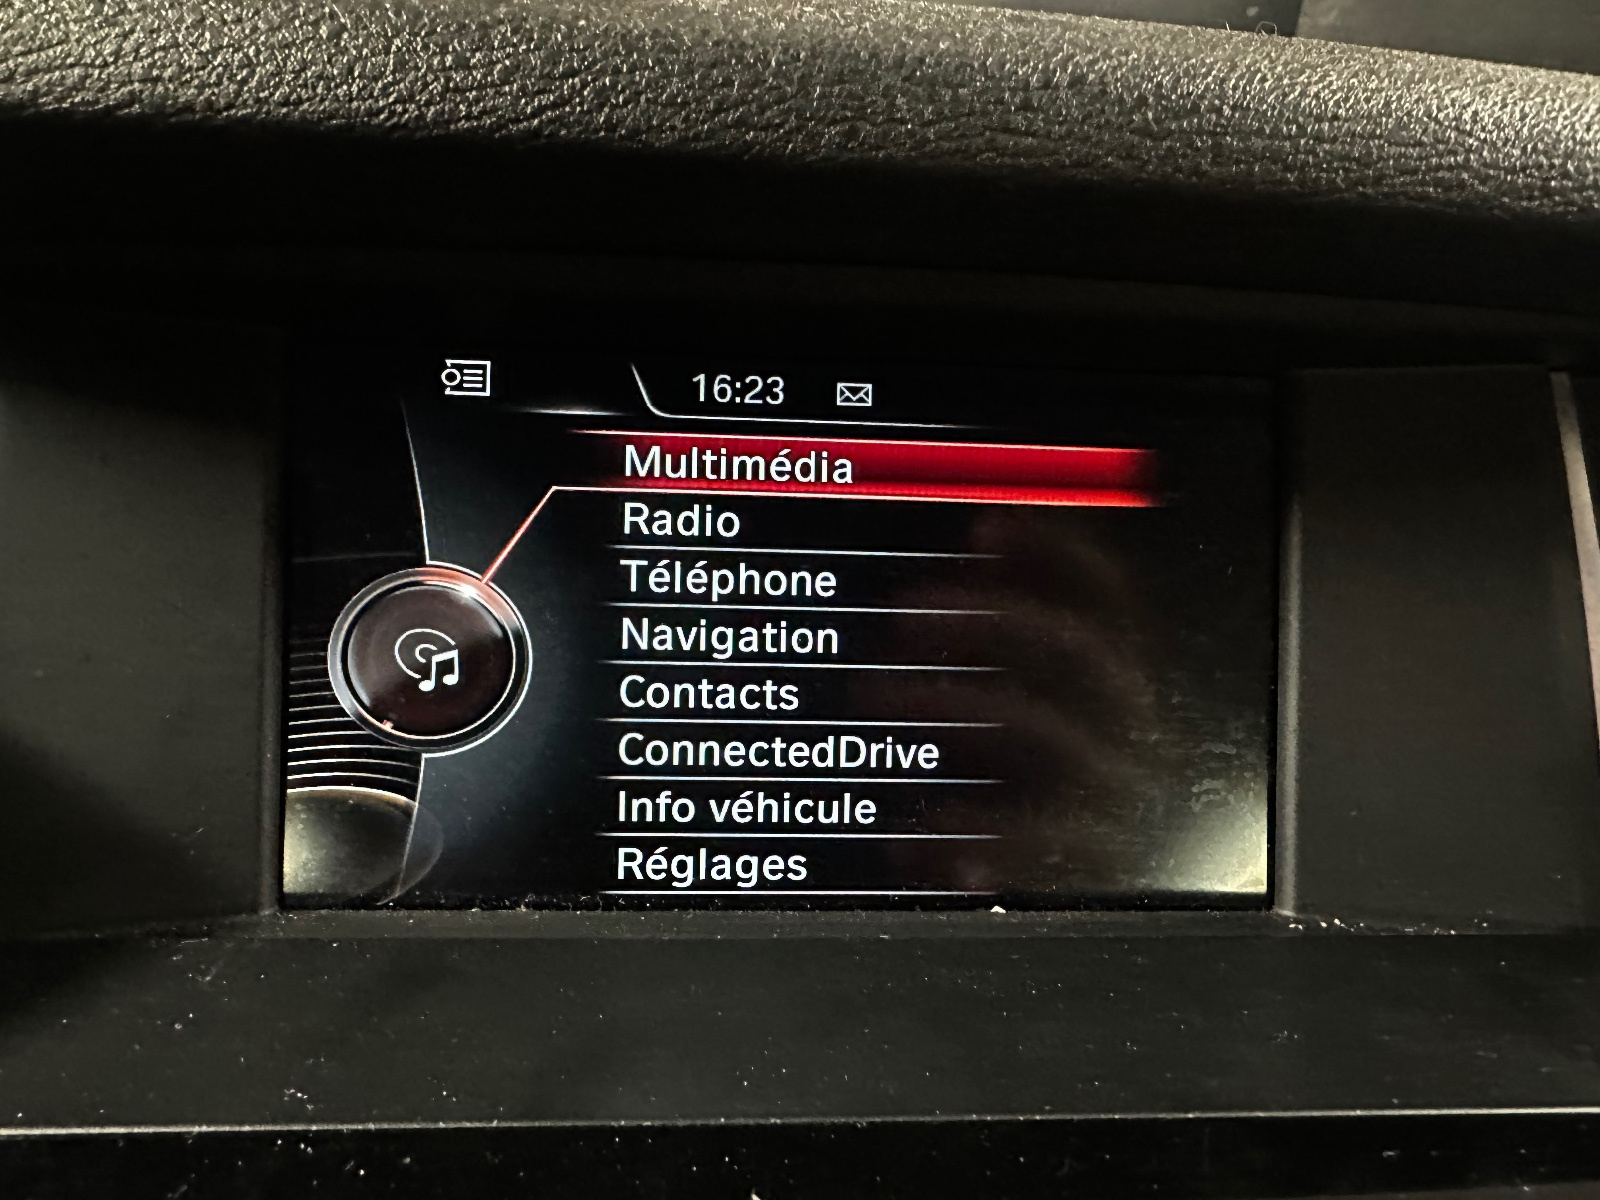 16:23
Multimédia
Radio
Téléphone
Navigation
Contacts
ConnectedDrive
Info véhicule
Réglages